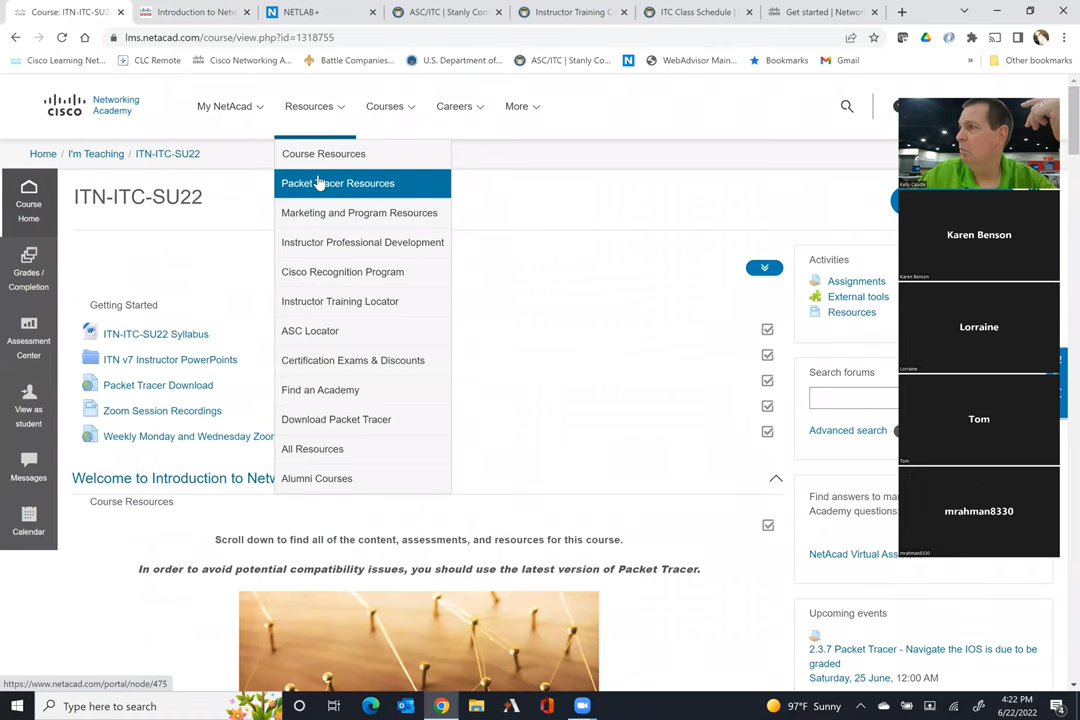 Course: ITN-ITC-SU2
Introduction to Netw
NETLAB+
ASC/ITC | Stanly Com
Instructor Training C
ITC Class Schedule |
Get started | Networ
lms.netacad.com/course/view.php?id=1318755
Cisco Learning Net...
CLC Remote
Cisco Networking A...
Battle Companies...
U.S. Department of...
ASC/ITC | Stanly Co...
WebAdvisor Main...
Bookmarks
Gmail
»
Other bookmarks
CISCO
Networking
Academy
My NetAcad
Resources
Courses
Careers
More
Home / I'm Teaching / ITN-ITC-SU22
Course
Home
Grades /
Completion
Assessment
Center
View as
student
Messages
Calendar
ITN-ITC-SU22
Course Resources
Packet Tracer Resources
Marketing and Program Resources
Instructor Professional Development
Cisco Recognition Program
Instructor Training Locator
ASC Locator
Certification Exams & Discounts
Find an Academy
Download Packet Tracer
All Resources
Alumni Courses
Getting Started
ITN-ITC-SU22 Syllabus
ITN v7 Instructor PowerPoints
Packet Tracer Download
Zoom Session Recordings
Weekly Monday and Wednesday Zoor
Welcome to Introduction to Netv
Course Resources
Scroll down to find all of the content, assessments, and resources for this course.
In order to avoid potential compatibility issues, you should use the latest version of Packet Tracer.
Activities
Assignments
External tools
Resources
Search forums
Advanced search
Find answers to ma
Academy questions:
NetAcad Virtual Ass
Upcoming events
2.3.7 Packet Tracer - Navigate the IOS is due to be
graded
Saturday, 25 June, 12:00 AM
Kelly Caudle
Karen Benson
Karen Benson
Lorraine
Lorraine
Tom
Tom
mrahman8330
mrahman8330
https://www.netacad.com/portal/node/475
Type here to search
97°F Sunny
4:22 PM
6/22/2022
4